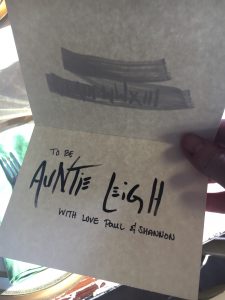 TO BE
AUNTIE LEIGH
WITH LOVE PAUL & SHANNON